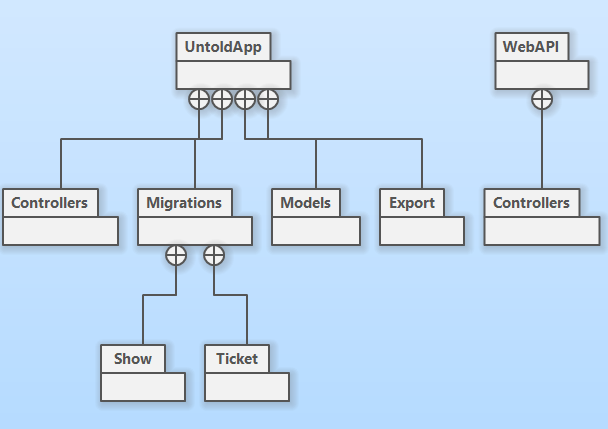 UntoldApp
WebAPI
Controllers
Migrations
Models
Export
Controllers
Show
Ticket